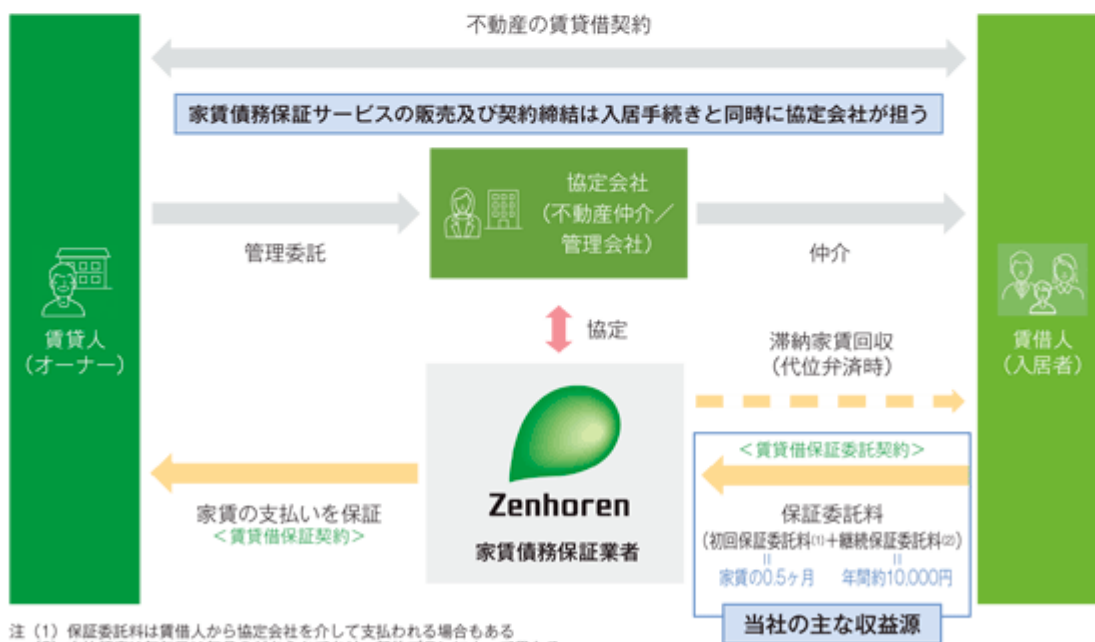 不動産の賃貸借契約
家賃債務保証サービスの販売及び契約締結は入居手続きと同時に協定会社が担う
協定会社
(不動産仲介／
管理会社)
管理委託
仲介
賃貸人
(オーナー)
賃借人
(入居者)
協定
滞納家賃回収
(代位弁済時)
Zenhoren
家賃債務保証業者
家賃の支払いを保証
<賃貸借保証契約>
<賃貸借保証委託契約>
保証委託料
(初回保証委託料(1)＋継続保証委託料(2))
=
=
家賃の0.5ヶ月 年間約10,000円
当社の主な収益源
注（1）保証委託料は賃借人から協定会社を介して支払われる場合もある